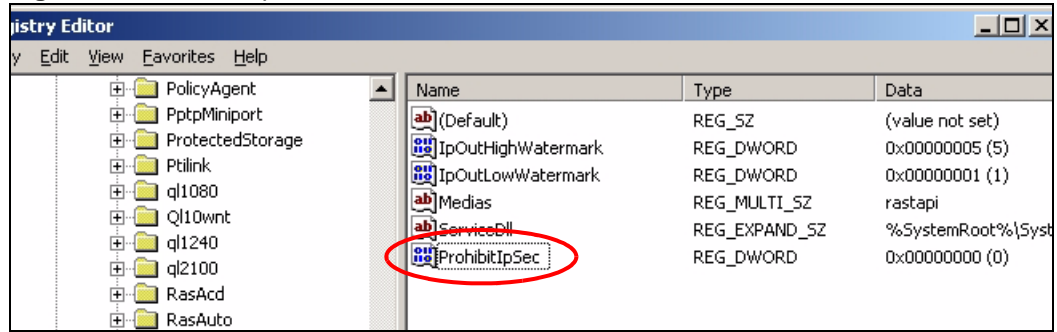 gistry Editor
y Edit View Favorites Help
PolicyAgent
PptpMiniport
ProtectedStorage
Ptilink
ql1080
Ql10wnt
ql1240
ql2100
RasAcd
RasAuto
Name Type Data
(Default) REG_SZ (value not set)
IpOutHighWatermark REG_DWORD 0x00000005 (5)
IpOutLowWatermark REG_DWORD 0x00000001 (1)
Medias REG_MULTI_SZ rastapi
ServiceDll REG_EXPAND_SZ %SystemRoot%\Syst
ProhibitIpSec REG_DWORD 0x00000000 (0)